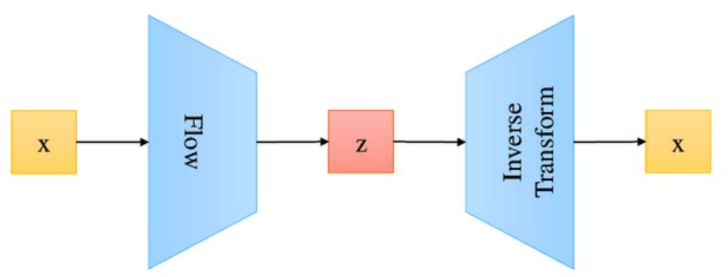 x
Flow
z
Inverse
Transform
x